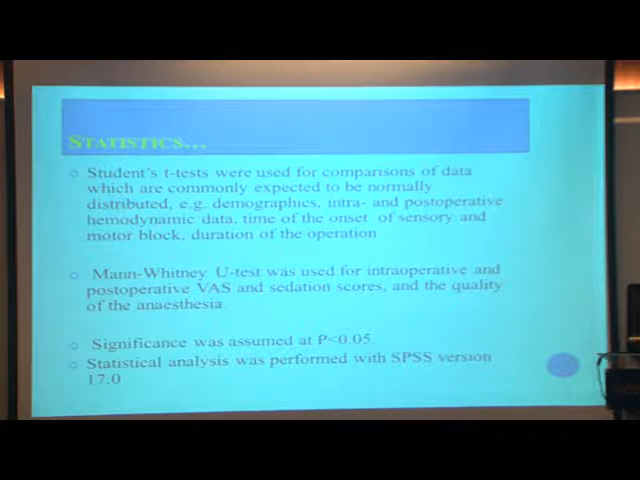 STATISTICS...
Student's t-tests were used for comparisons of data
which are commonly expected to be normally
distributed, e.g. demographics, intra- and postoperative
hemodynamic data, time of the onset of sensory and
motor block, duration of the operation
Mann-Whitney U-test was used for intraoperative and
postoperative VAS and sedation scores, and the quality
of the anaesthesia.
Significance was assumed at P<0.05.
Statistical analysis was performed with SPSS version
17.0